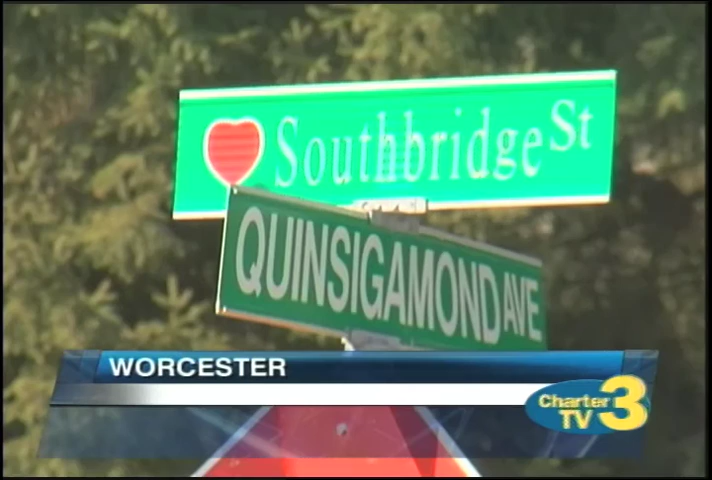 Southbridge St
QUINSIGAMOND AVE
WORCESTER
Charter
TV 3